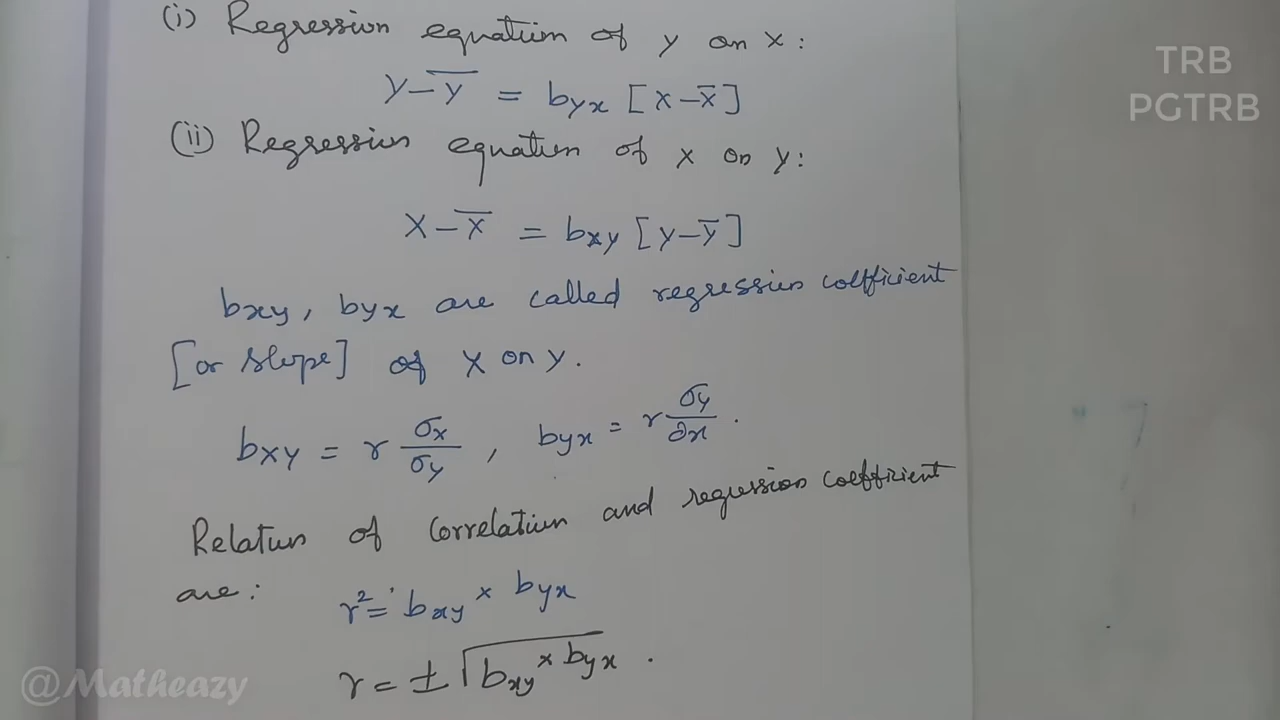 (i) Regression equation of y on x :
y - y̅ = byx [x - x̅]
(ii) Regression equation of x on y:
x - x̅ = bxy [y - y̅]
bxy, byx are called regression coefficient
[or slope] of x on y.
bxy = r σx/σy , byx = r σy/σx .
Relation of Correlation and regression coefficient
are :
r² = bxy × byx
r = ± √bxy × byx .
TRB
PGTRB
@Matheazy